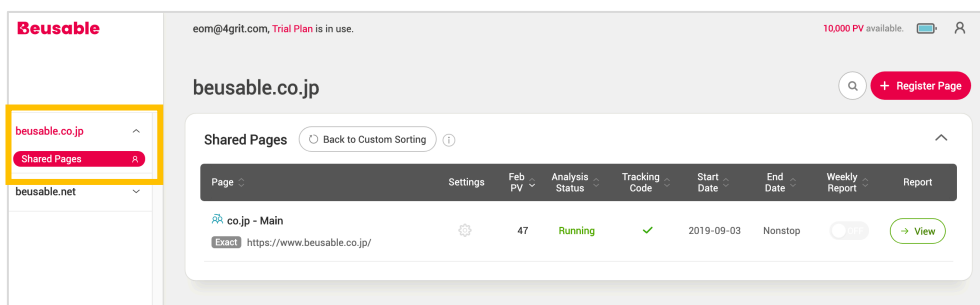 Beusable
eom@4grit.com, Trial Plan is in use.
10,000 PV available.
beusable.co.jp
+ Register Page
beusable.co.jp
Shared Pages
beusable.net
Shared Pages
Back to Custom Sorting
Page
Settings
Feb
PV
Analysis
Status
Tracking
Code
Start
Date
End
Date
Weekly
Report
Report
co.jp - Main
Exact https://www.beusable.co.jp/
47
Running
2019-09-03
Nonstop
OFF
View